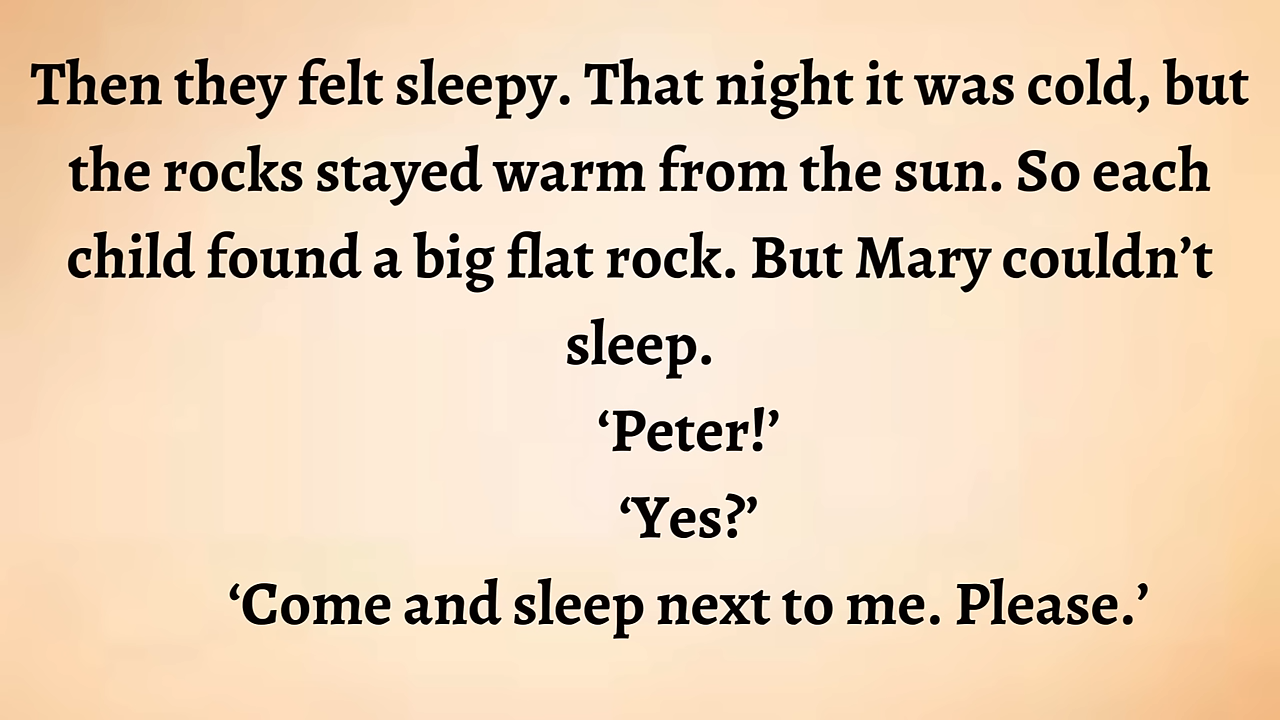 Then they felt sleepy. That night it was cold, but
the rocks stayed warm from the sun. So each
child found a big flat rock. But Mary couldn’t
sleep.
‘Peter!’
‘Yes?’
‘Come and sleep next to me. Please.’